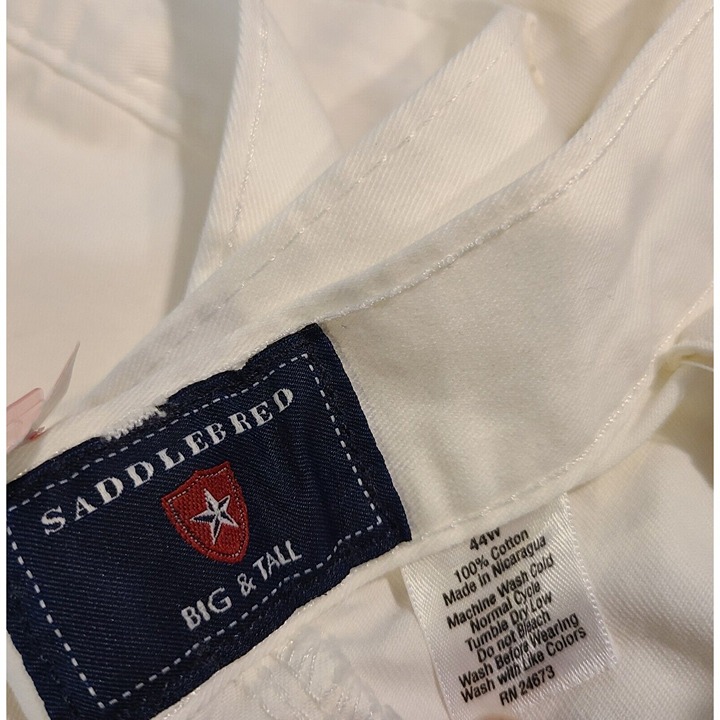 SADDLEBRED
BIG & TALL
44W
100% Cotton
Made in Nicaragua
Machine Wash Cold
Normal Cycle
Tumble Dry Low
Do not Bleach
Wash Before Wearing
Wash with Like Colors
RN 24673